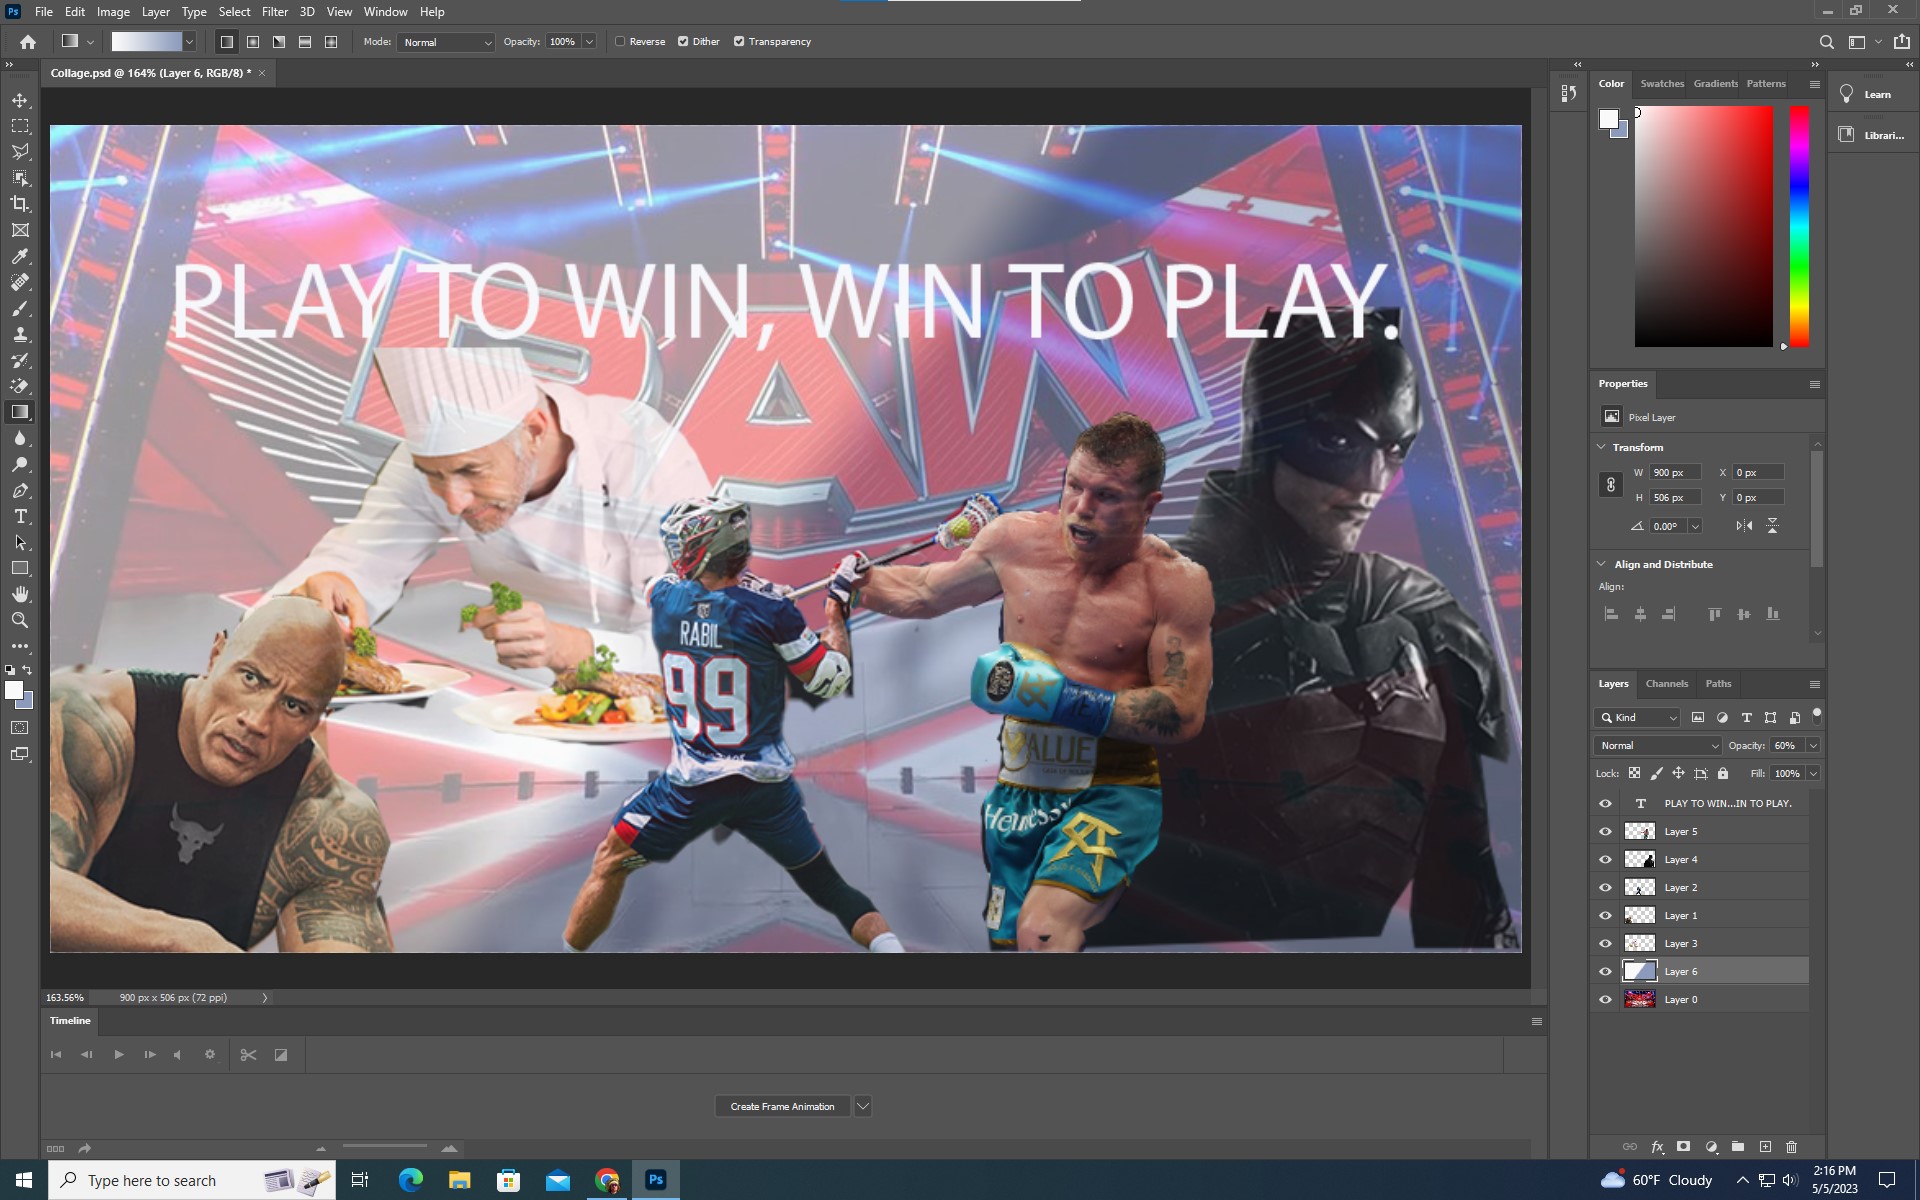 Ps File Edit Image Layer Type Select Filter 3D View Window Help
Mode: Normal Opacity: 100% Reverse Dither Transparency
Collage.psd @ 164% (Layer 6, RGB/8) * ×
Color Swatches Gradients Patterns
Learn
Librari...
PLAY TO WIN, WIN TO PLAY.
RAW
Properties
Pixel Layer
Transform
W 900 px X 0 px
H 506 px Y 0 px
0.00°
Align and Distribute
Align:
RABIL
99
VALUE
Hennessy
Layers Channels Paths
Kind
Normal Opacity: 60%
Lock: Fill: 100%
T PLAY TO WIN...IN TO PLAY.
Layer 5
Layer 4
Layer 2
Layer 1
Layer 3
Layer 6
Layer 0
163.56% 900 px x 506 px (72 ppi)
Timeline
Create Frame Animation
fx
Type here to search
Ps
60°F Cloudy
2:16 PM
5/5/2023